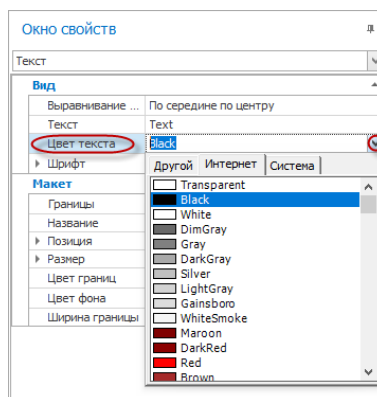 Окно свойств
Текст
Вид
Выравнивание ... По середине по центру
Текст Text
Цвет текста Black
Шрифт
Другой Интернет Система
Макет
Transparent
Границы Black
White
Название DimGray
Позиция Gray
DarkGray
Размер Silver
Цвет границ LightGray
Цвет фона Gainsboro
WhiteSmoke
Ширина границы Maroon
DarkRed
Red
Brown